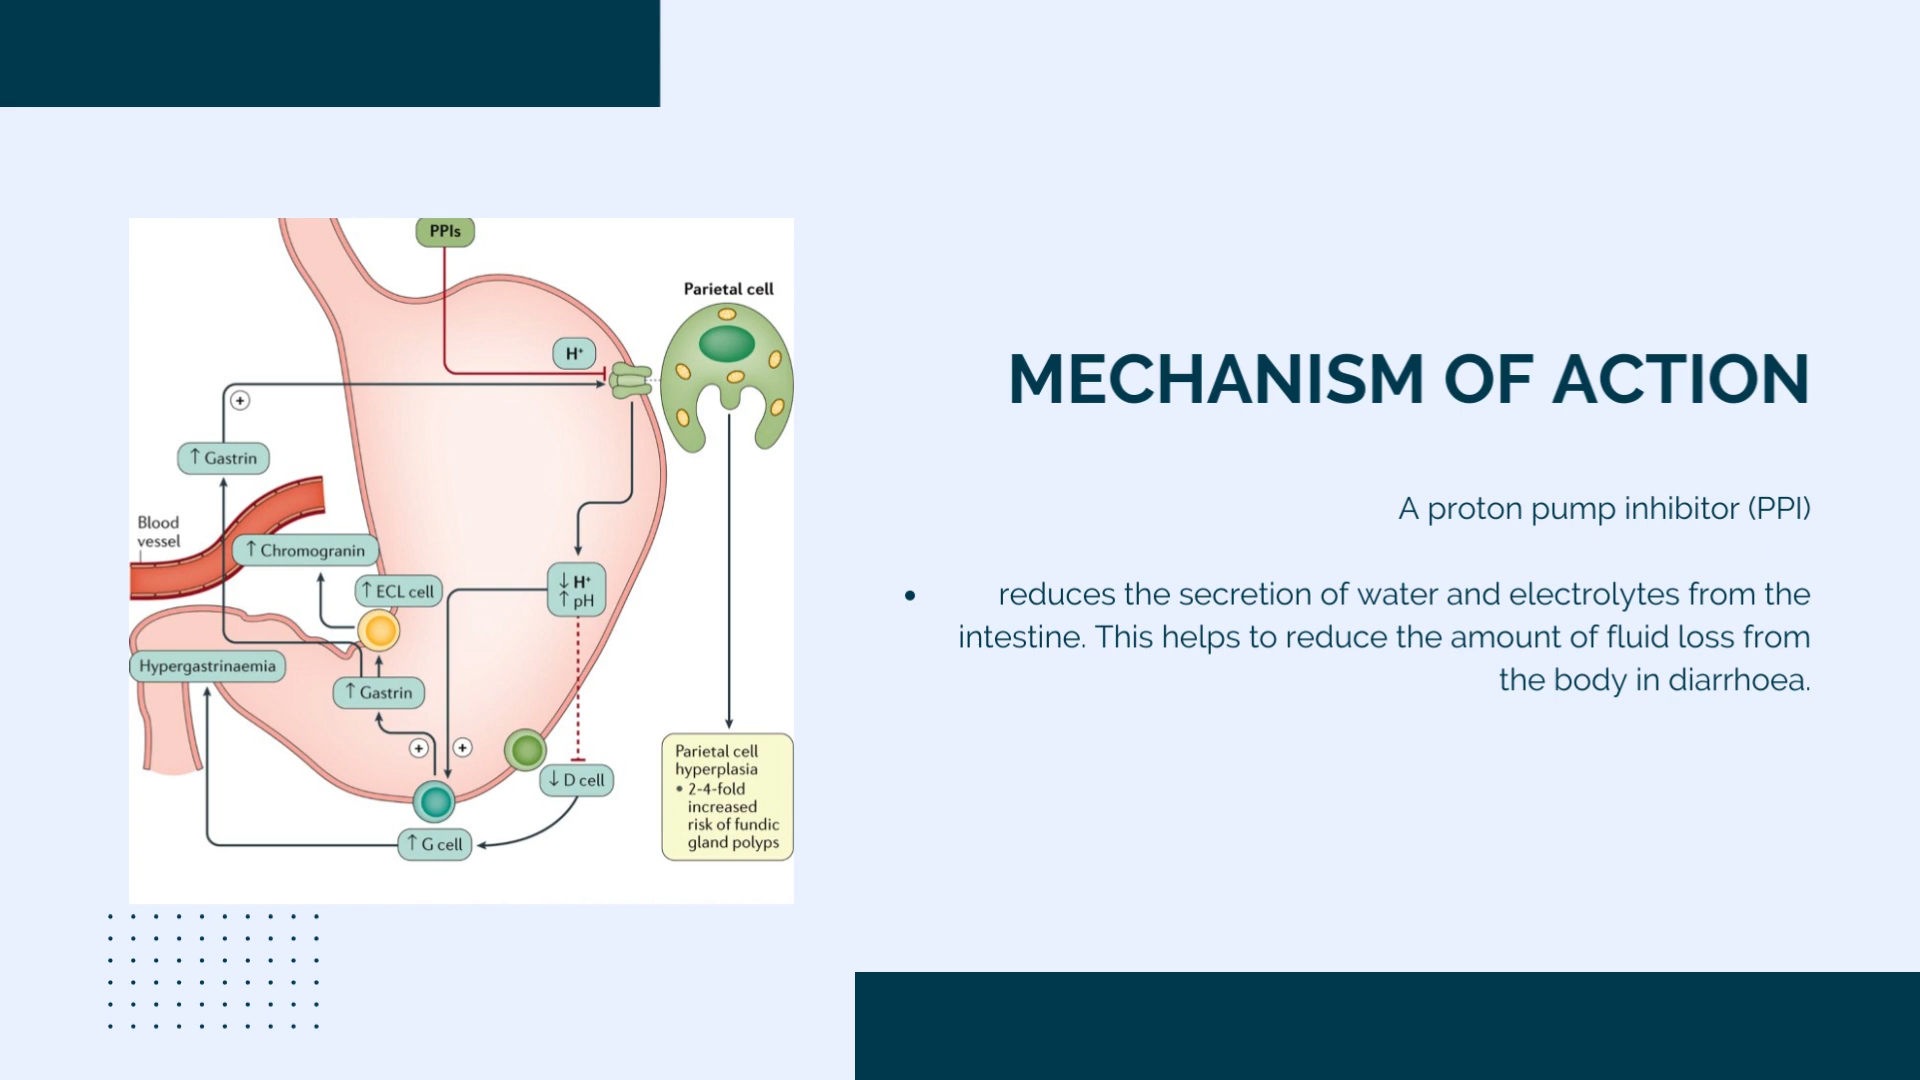 PPIs
Parietal cell
H⁺
+
↑ Gastrin
Blood
vessel
↑ Chromogranin
↑ ECL cell
↓ H⁺
↑ pH
Hypergastrinaemia
↑ Gastrin
+
+
↓ D cell
↑ G cell
Parietal cell
hyperplasia
• 2-4-fold
increased
risk of fundic
gland polyps
MECHANISM OF ACTION
A proton pump inhibitor (PPI)
• reduces the secretion of water and electrolytes from the
intestine. This helps to reduce the amount of fluid loss from
the body in diarrhoea.